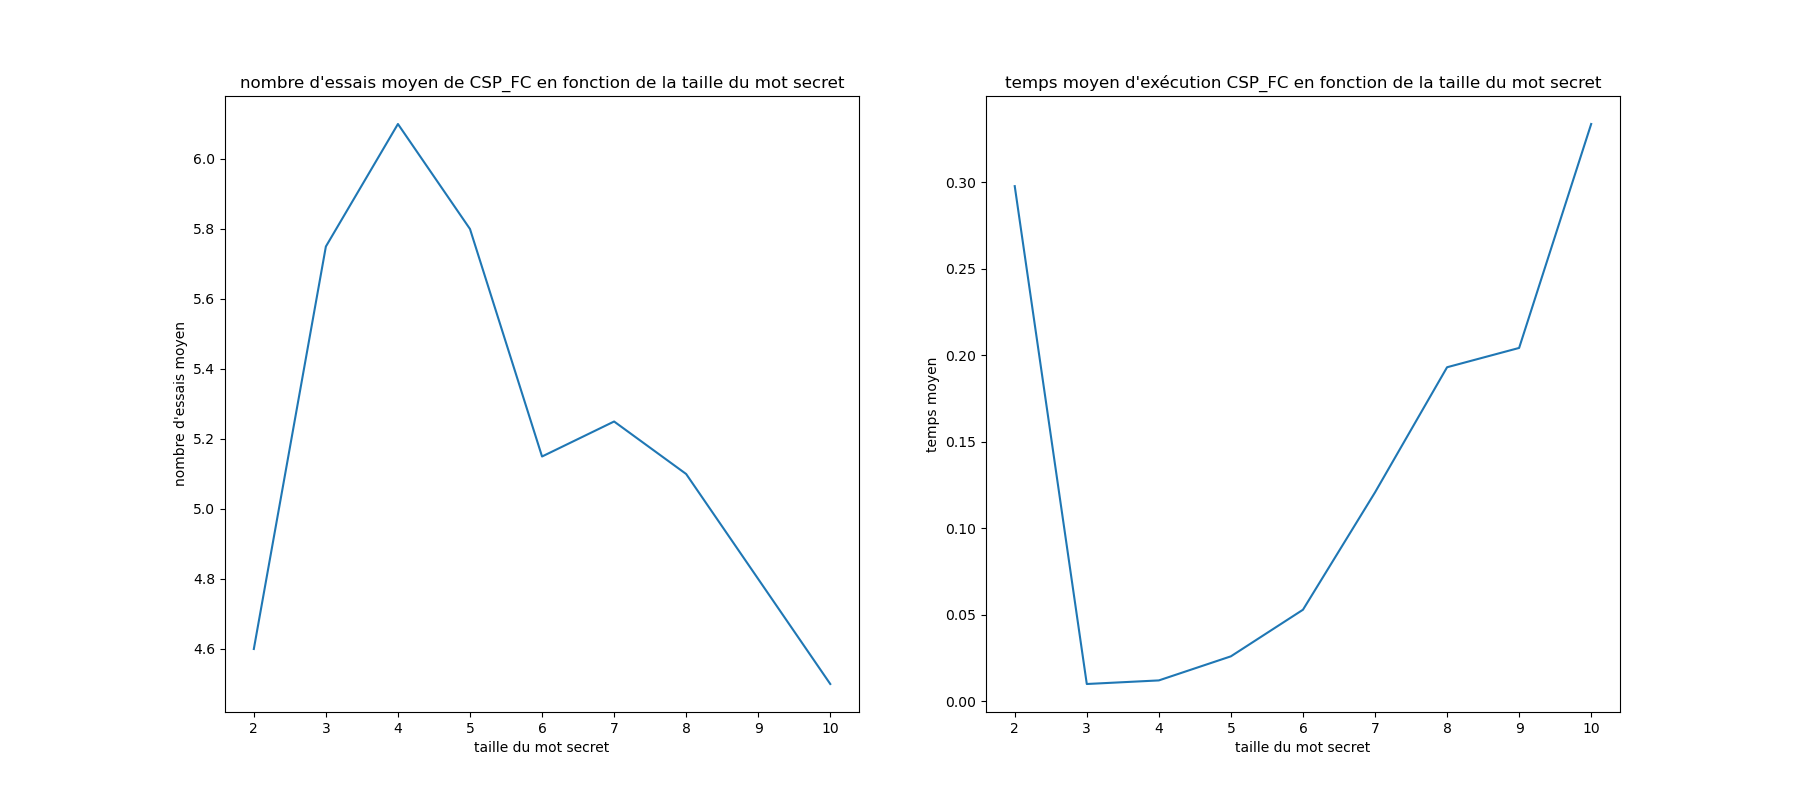 nombre d'essais moyen de CSP_FC en fonction de la taille du mot secret
6.0
5.8
5.6
5.4
5.2
5.0
4.8
4.6
nombre d'essais moyen
2 3 4 5 6 7 8 9 10
taille du mot secret
temps moyen d'exécution CSP_FC en fonction de la taille du mot secret
0.30
0.25
0.20
0.15
0.10
0.05
0.00
temps moyen
2 3 4 5 6 7 8 9 10
taille du mot secret